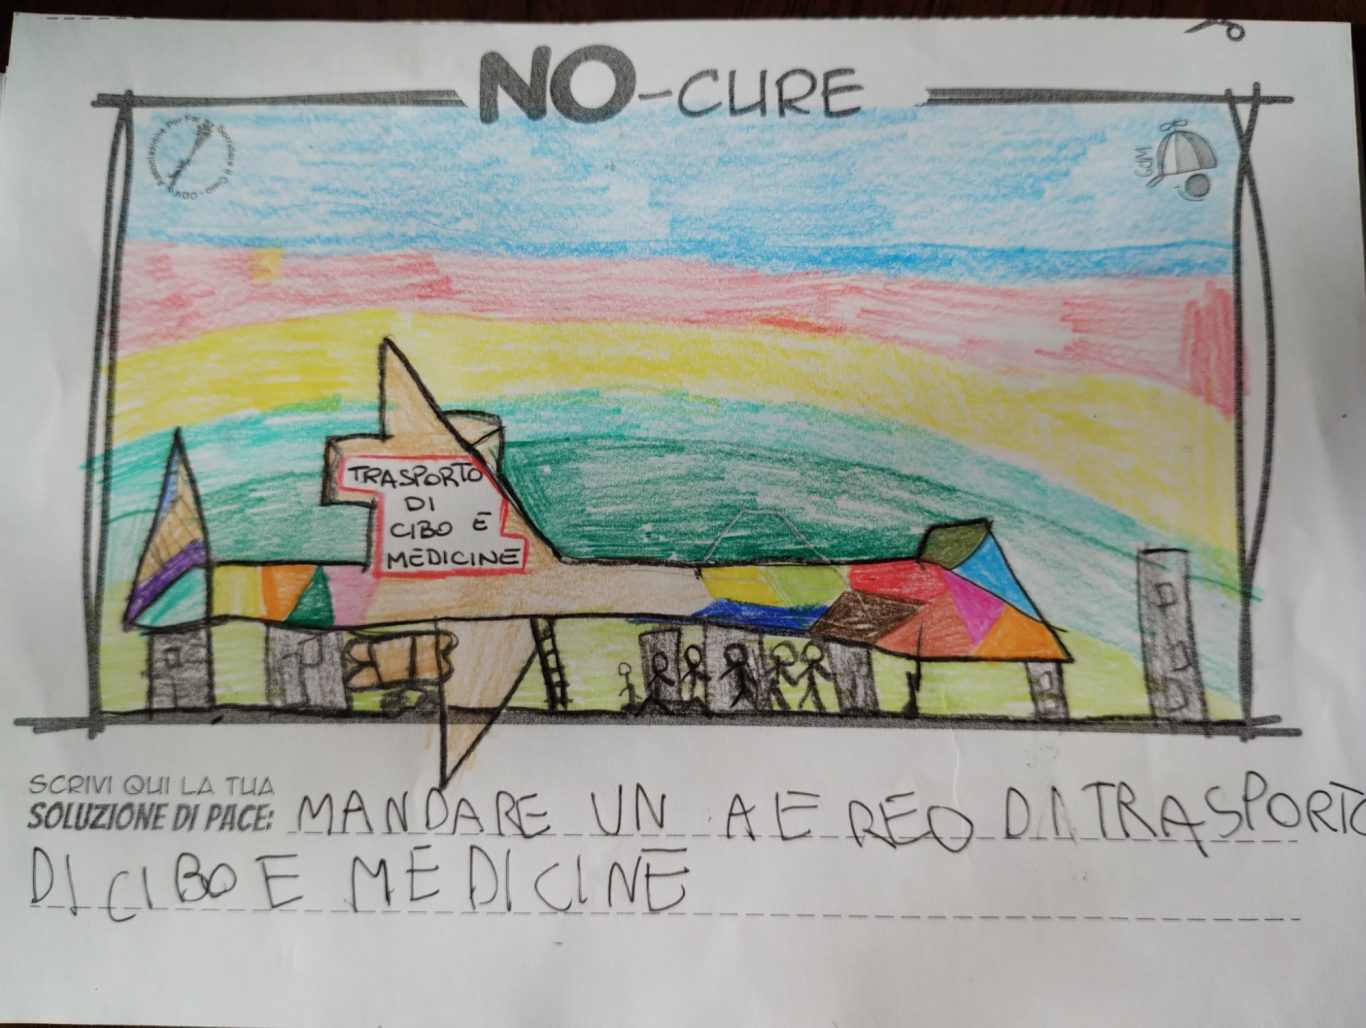 NO-CURE
TRASPORTO
DI
CIBO E
MEDICINE
SCRIVI QUI LA TUA
SOLUZIONE DI PACE:
MANDARE UN AEREO DI TRASPORTO
DI CIBO E MEDICINE